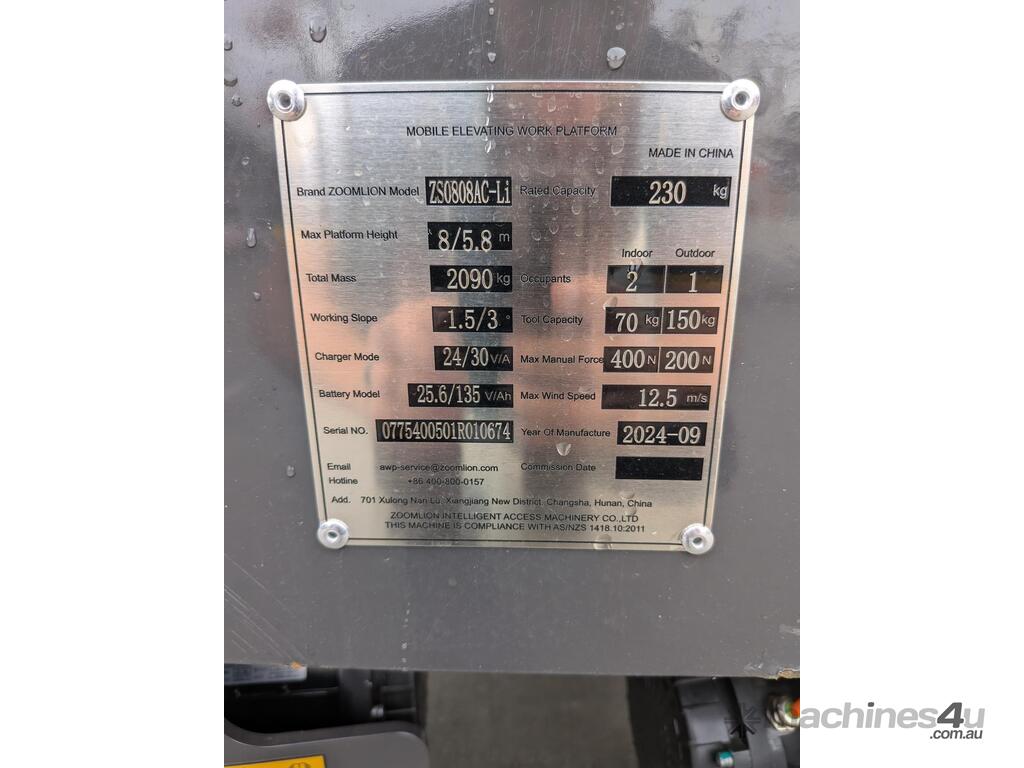 MOBILE ELEVATING WORK PLATFORM
MADE IN CHINA
Brand ZOOMLION Model ZS0808AC-Li Rated Capacity 230 kg
Max Platform Height 8/5.8 m
Indoor Outdoor
Total Mass 2090 kg Occupants 2 1
Working Slope 1.5/3 ° Tool Capacity 70 kg 150 kg
Charger Mode 24/30 V/A Max Manual Force 400 N 200 N
Battery Model 25.6/135 V/Ah Max Wind Speed 12.5 m/s
Serial NO. 0775400501R010674 Year Of Manufacture 2024-09
Email awp-service@zoomlion.com Commission Date
Hotline +86 400-800-0157
Add. 701 Xulong Nan Lu, Xiangjiang New District, Changsha, Hunan, China
ZOOMLION INTELLIGENT ACCESS MACHINERY CO.,LTD
THIS MACHINE IS COMPLIANCE WITH AS/NZS 1418.10:2011
Machines4u
.com.au